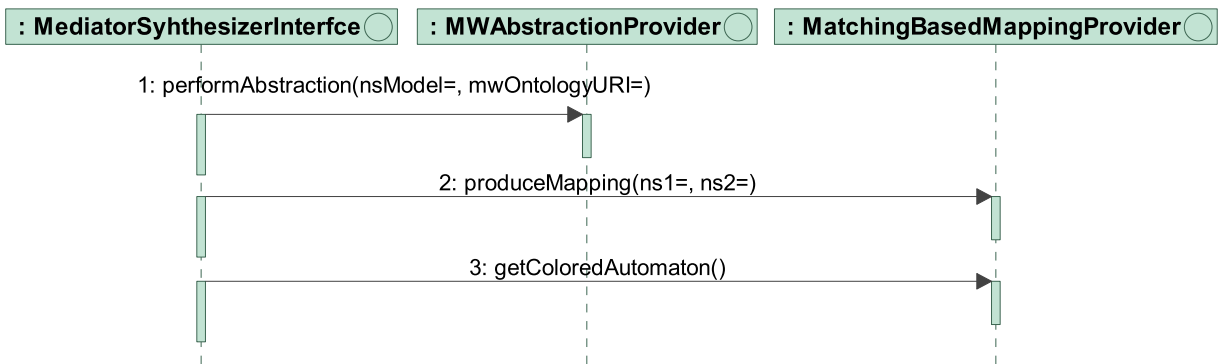 : MediatorSyhthesizerInterfce
: MWAbstractionProvider
: MatchingBasedMappingProvider
1: performAbstraction(nsModel=, mwOntologyURI=)
2: produceMapping(ns1=, ns2=)
3: getColoredAutomaton()